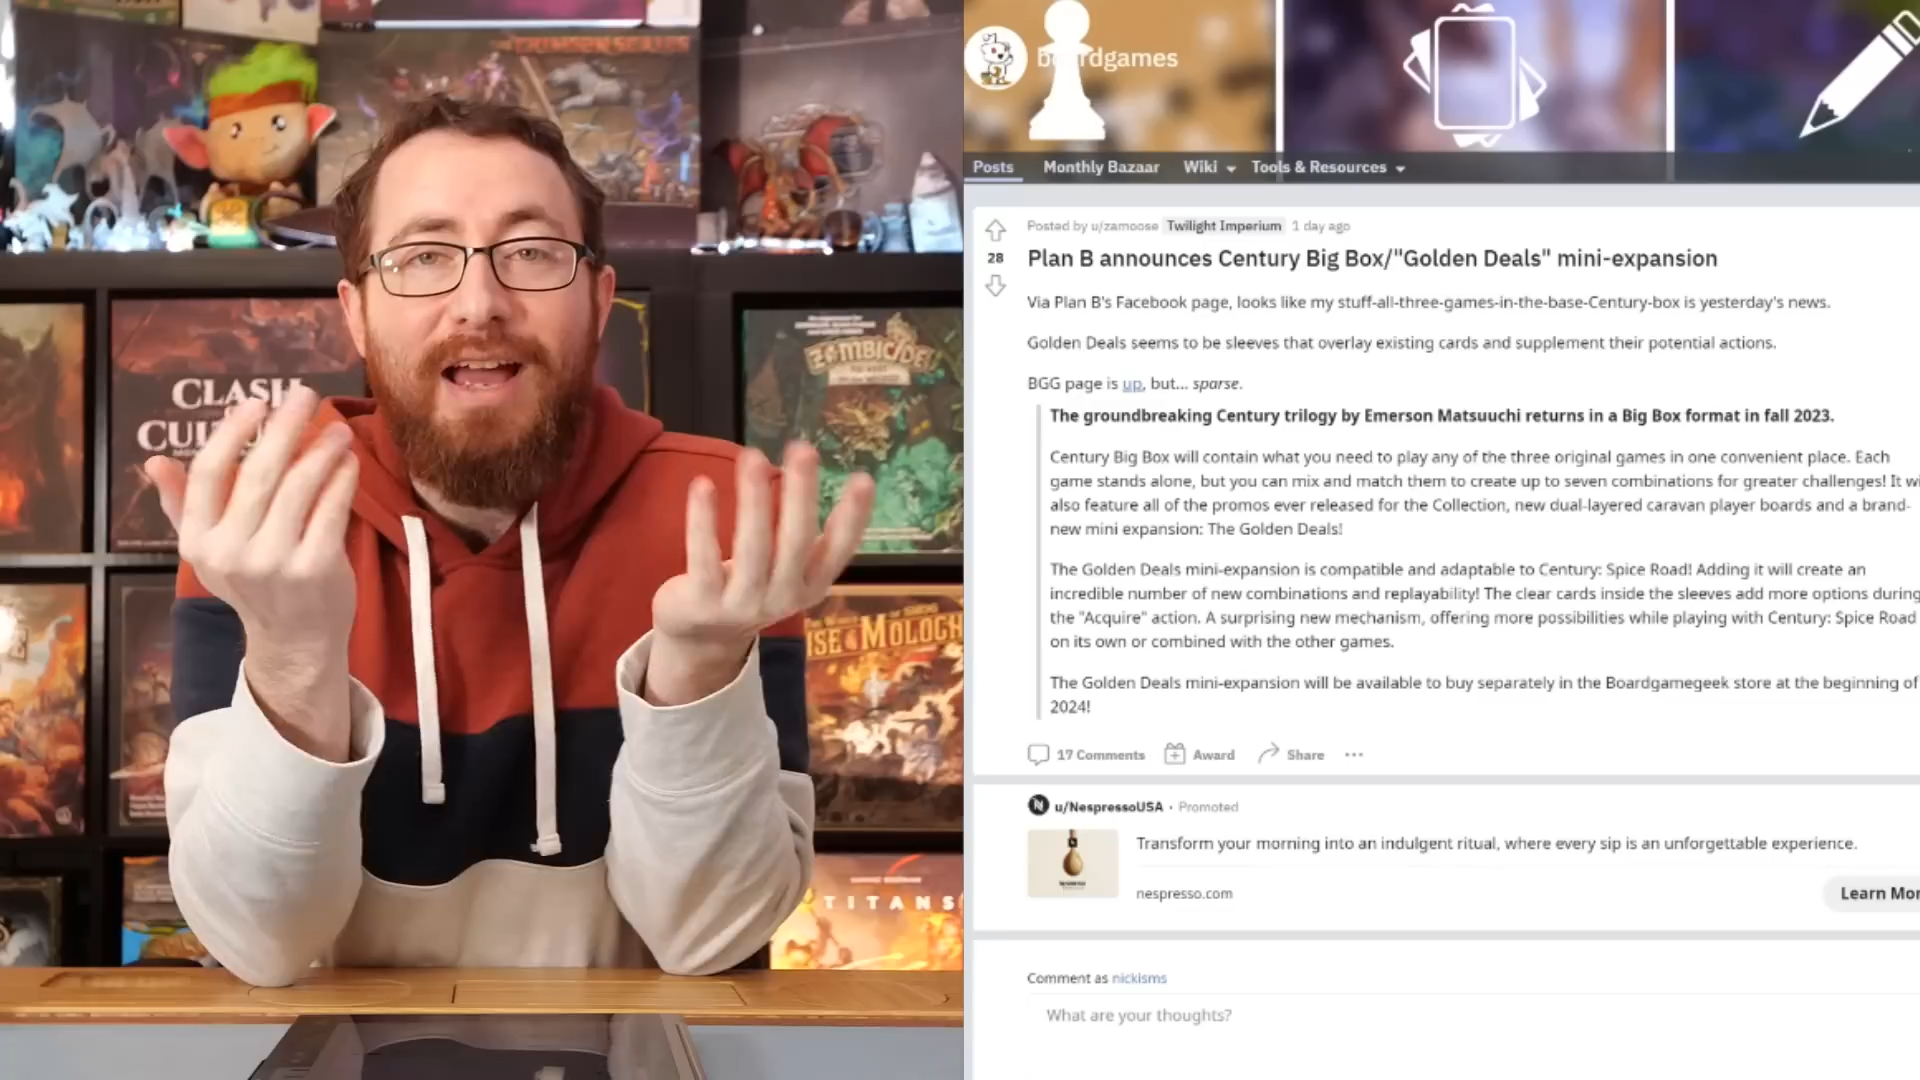 THE CRIMSON SCALES
CLASH
OF
CUL
ZOMBICIDE
RISE OF MOLOCH
TITANS
boardgames
Posts Monthly Bazaar Wiki Tools & Resources
Posted by u/zamoose Twilight Imperium 1 day ago
28
Plan B announces Century Big Box/"Golden Deals" mini-expansion
Via Plan B's Facebook page, looks like my stuff-all-three-games-in-the-base-Century-box is yesterday's news.
Golden Deals seems to be sleeves that overlay existing cards and supplement their potential actions.
BGG page is up, but... sparse.
The groundbreaking Century trilogy by Emerson Matsuuchi returns in a Big Box format in fall 2023.
Century Big Box will contain what you need to play any of the three original games in one convenient place. Each
game stands alone, but you can mix and match them to create up to seven combinations for greater challenges! It wi
also feature all of the promos ever released for the Collection, new dual-layered caravan player boards and a brand-
new mini expansion: The Golden Deals!
The Golden Deals mini-expansion is compatible and adaptable to Century: Spice Road! Adding it will create an
incredible number of new combinations and replayability! The clear cards inside the sleeves add more options during
the "Acquire" action. A surprising new mechanism, offering more possibilities while playing with Century: Spice Road
on its own or combined with the other games.
The Golden Deals mini-expansion will be available to buy separately in the Boardgamegeek store at the beginning of
2024!
17 Comments Award Share
u/NespressoUSA · Promoted
Transform your morning into an indulgent ritual, where every sip is an unforgettable experience.
nespresso.com
Learn Mor
Comment as nickisms
What are your thoughts?